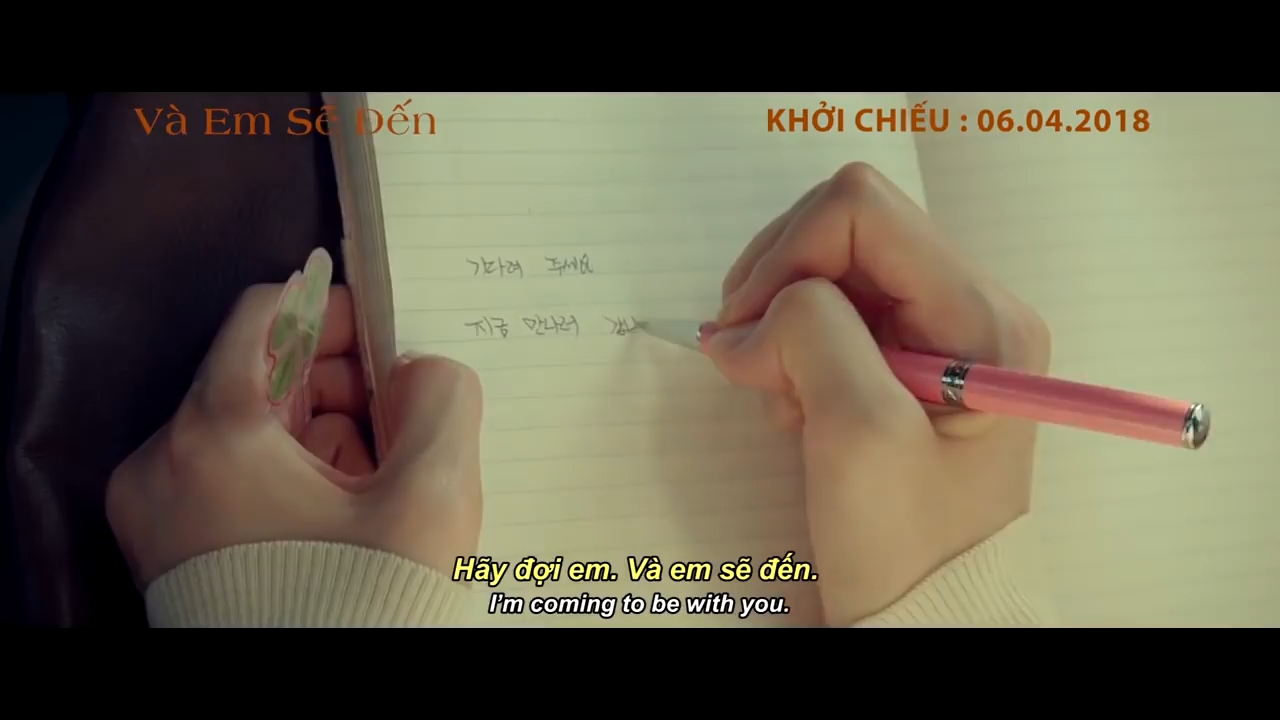 Và Em Sẽ Đến
KHỞI CHIẾU : 06.04.2018
기다려 주세요
지금 만나러 갑니
Hãy đợi em. Và em sẽ đến.
I'm coming to be with you.